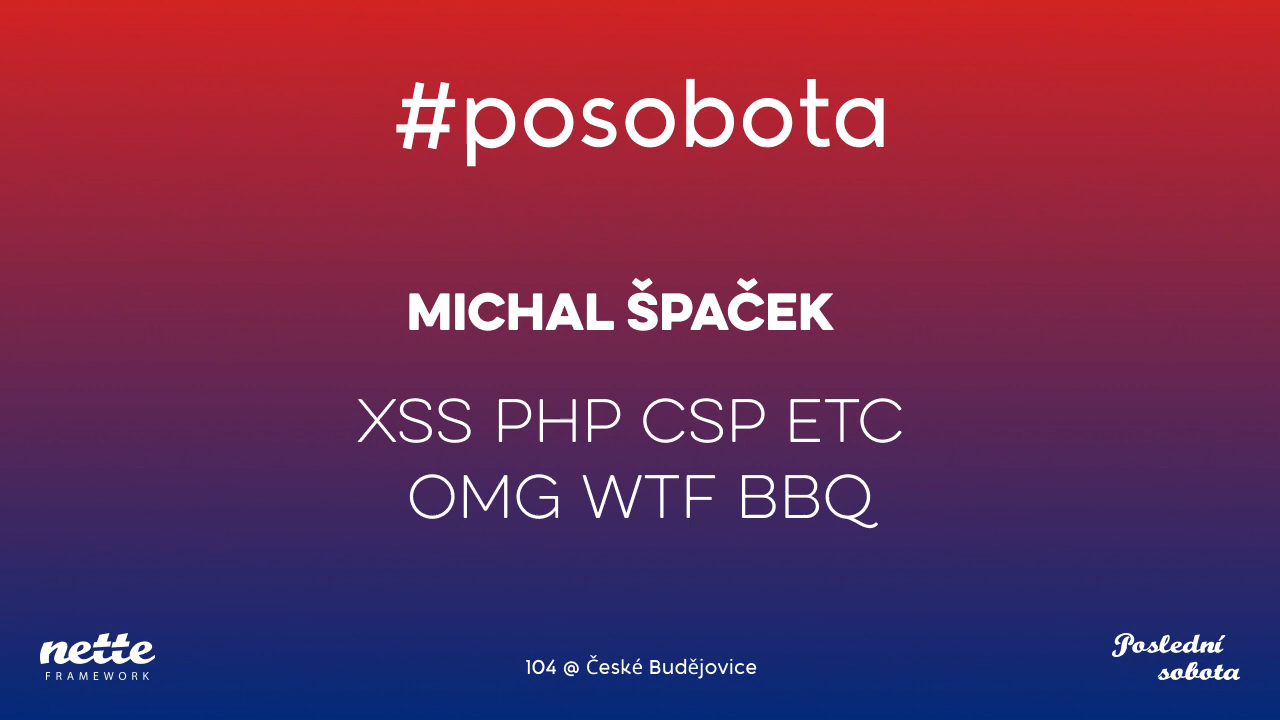 #posobota
MICHAL ŠPAČEK
XSS PHP CSP ETC
OMG WTF BBQ
nette
FRAMEWORK
104 @ České Budějovice
Poslední
sobota